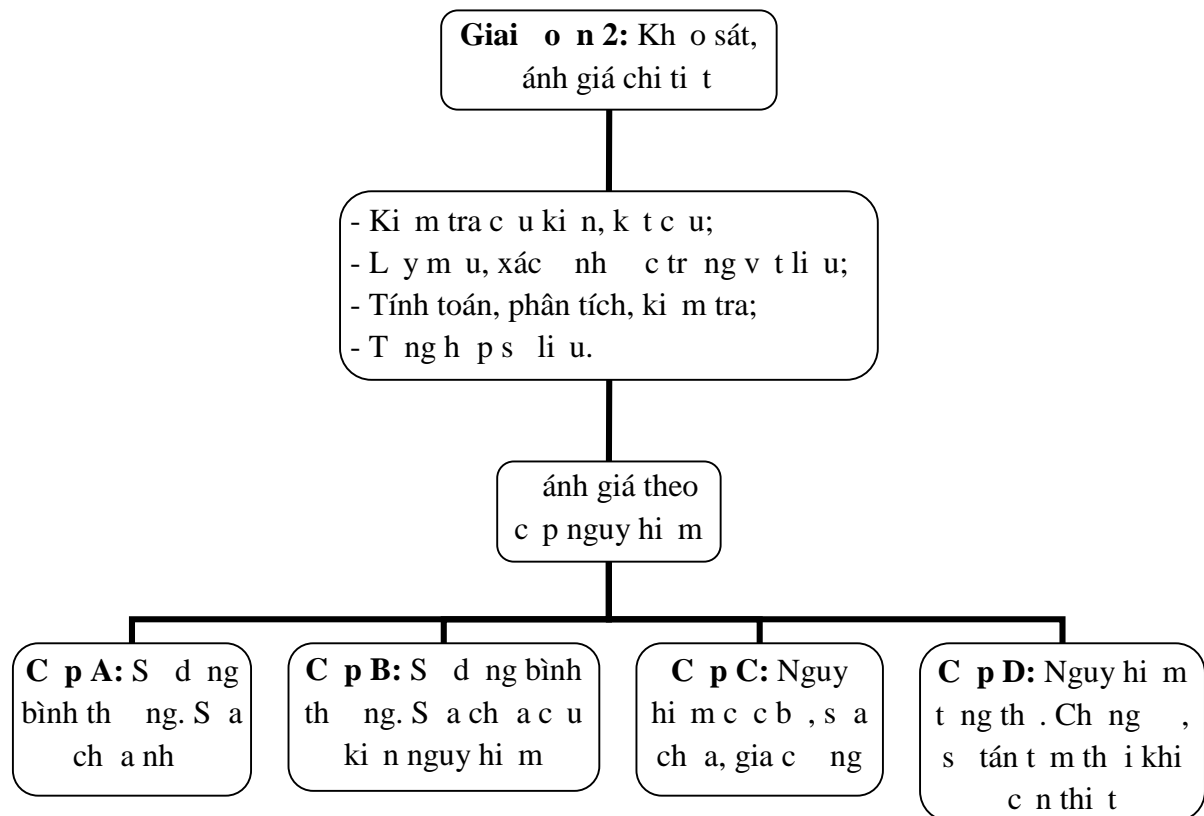 Giai o n 2: Kh o sát,
ánh giá chi ti t
- Ki m tra c u ki n, k t c u;
- L y m u, xác nh c tr ng v t li u;
- Tính toán, phân tích, ki m tra;
- T ng h p s li u.
ánh giá theo
c p nguy hi m
C p A: S d ng
bình th ng. S a
ch a nh
C p B: S d ng bình
th ng. S a ch a c u
ki n nguy hi m
C p C: Nguy
hi m c c b , s a
ch a, gia c ng
C p D: Nguy hi m
t ng th . Ch ng ,
s tán t m th i khi
c n thi t